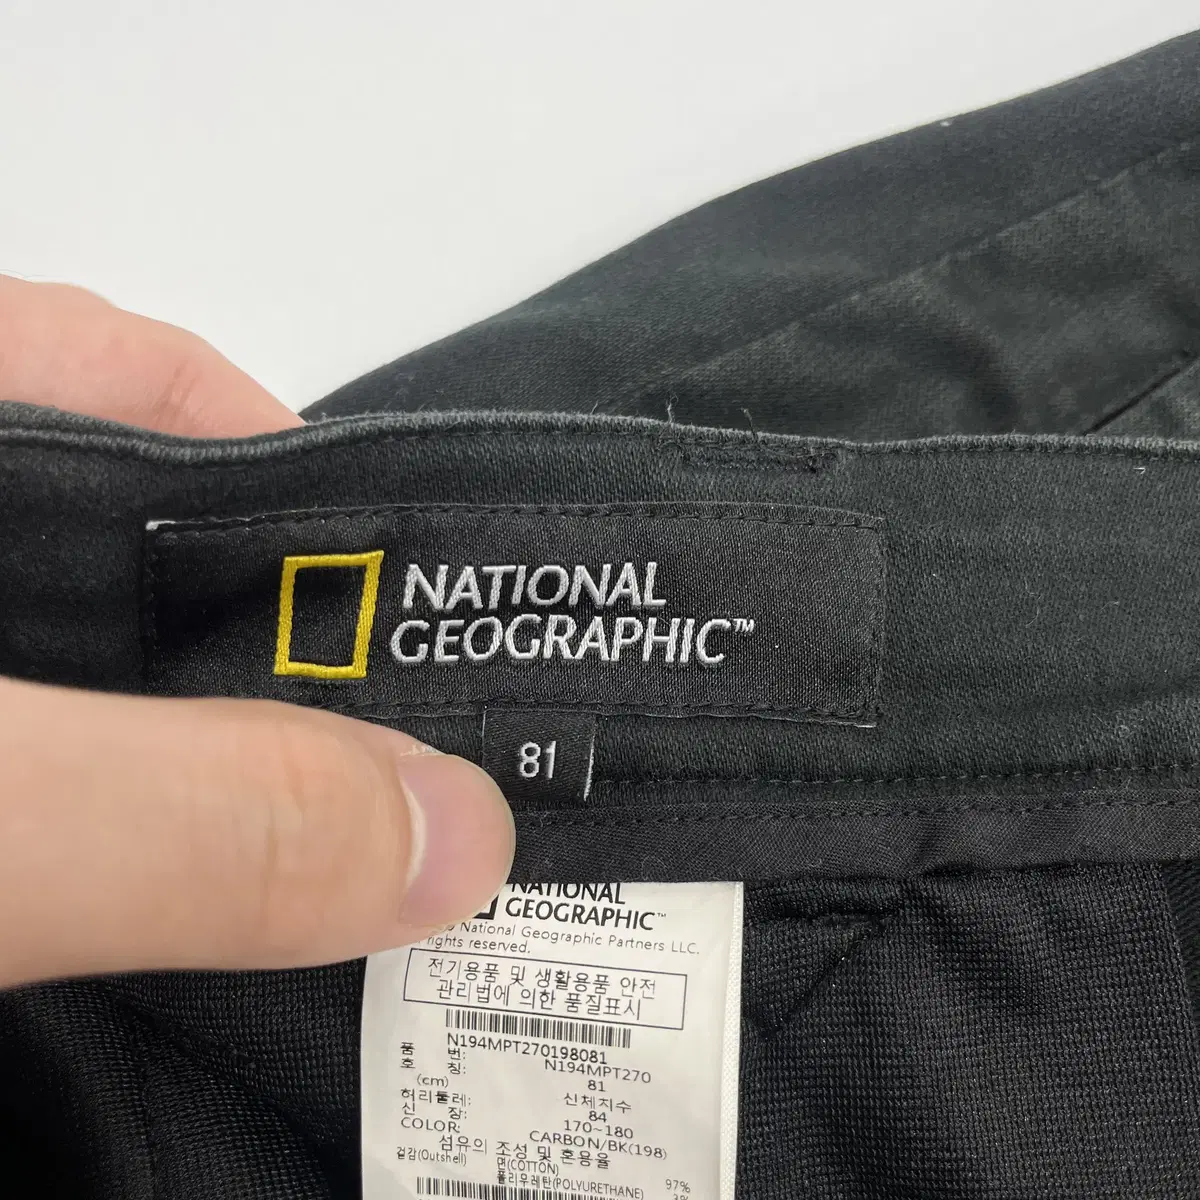 NATIONAL
GEOGRAPHIC™
81
NATIONAL
GEOGRAPHIC™
National Geographic Partners LLC.
rights reserved.
전기용품 및 생활용품 안전
관리법에 의한 품질표시
N194MPT270198081
품 번: N194MPT270
호 칭: 81
(cm) 신체지수
허리둘레: 84
신 장: 170~180
COLOR: CARBON/BK(198)
섬유의 조성 및 혼용율
겉감(Outshell) 면(COTTON) 97%
폴리우레탄(POLYURETHANE) 3%